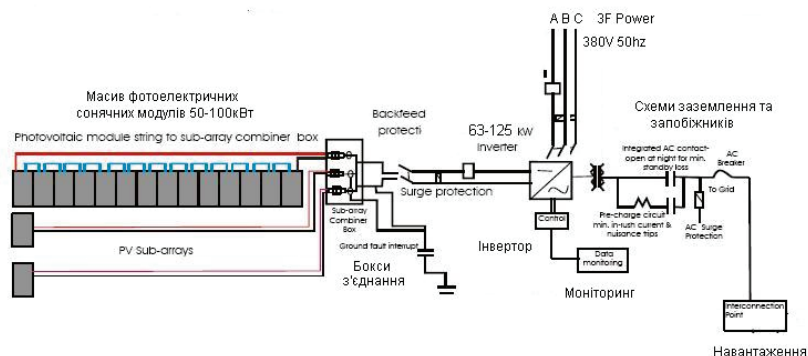 A B C 3F Power
380V 50hz
Масив фотоелектричних
сонячних модулів 50-100кВт
Photovoltaic module string to sub-array combiner box
Backfeed
protecti
63-125 kw
inverter
Surge protection
Схеми заземлення та
запобіжників
Integrated AC contact-
open at night for min.
standby loss
AC
Breaker
To Grid
Pre-charge circuit
min. in-rush current &
nuisance trips
AC Surge
Protection
Sub-array
Combiner
Box
PV Sub-arrays
Ground fault interrupt
Бокси
з'єднання
Control
Інвертор
Data
monitoring
Моніторинг
Interconnection
Point
Навантаження